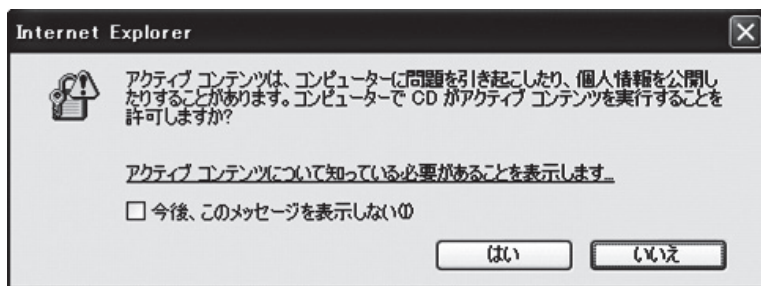 Internet Explorer
アクティブ コンテンツは、コンピューターに問題を引き起こしたり、個人情報を公開し
たりすることがあります。コンピューターで CD がアクティブ コンテンツを実行することを
許可しますか?
アクティブ コンテンツについて知っている必要があることを表示します...
今後、このメッセージを表示しない(I)
はい
いいえ